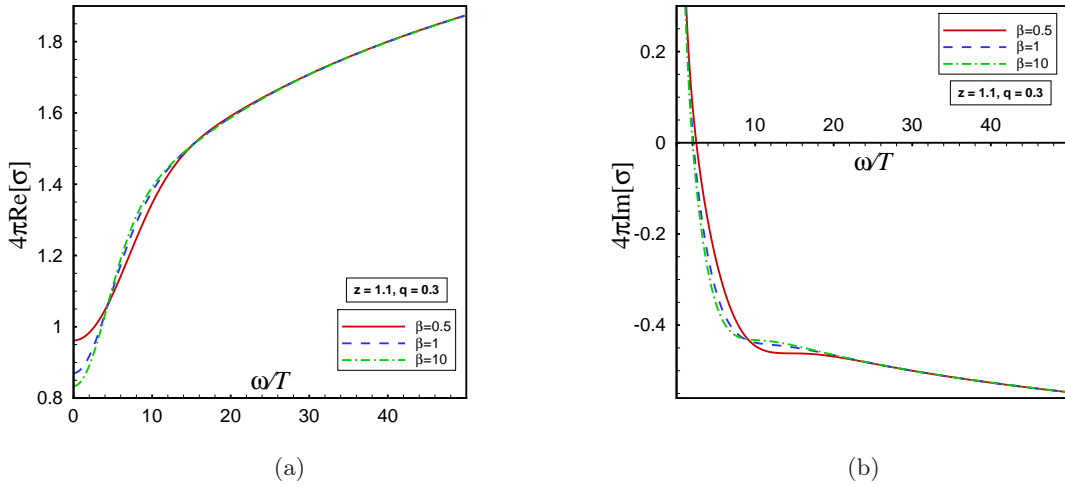 4πRe[σ]
1.8
1.6
1.4
1.2
1
0.8
0 10 20 30 40
ω/T
z = 1.1, q = 0.3
β=0.5
β=1
β=10
(a)
4πIm[σ]
0.2
0
-0.2
-0.4
10 20 30 40
ω/T
β=0.5
β=1
β=10
z = 1.1, q = 0.3
(b)